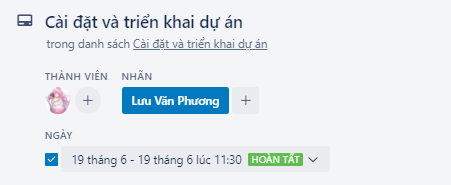 Cài đặt và triển khai dự án
trong danh sách Cài đặt và triển khai dự án
THÀNH VIÊN NHÃN
Lưu Văn Phương
NGÀY
19 tháng 6 - 19 tháng 6 lúc 11:30 HOÀN TẤT